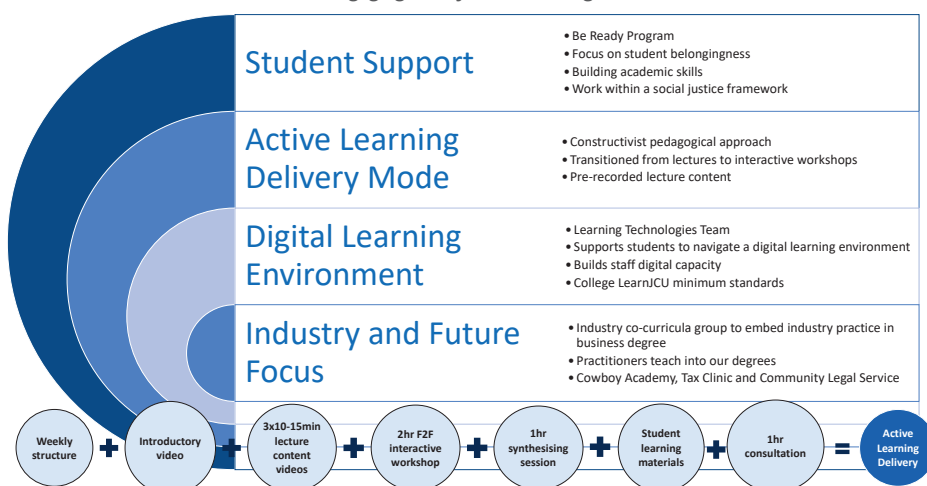 Student Support
• Be Ready Program
• Focus on student belongingness
• Building academic skills
• Work within a social justice framework
Active Learning
Delivery Mode
• Constructivist pedagogical approach
• Transitioned from lectures to interactive workshops
• Pre-recorded lecture content
Digital Learning
Environment
• Learning Technologies Team
• Supports students to navigate a digital learning environment
• Builds staff digital capacity
• College LearnJCU minimum standards
Industry and Future
Focus
• Industry co-curricula group to embed industry practice in
business degree
• Practitioners teach into our degrees
• Cowboy Academy, Tax Clinic and Community Legal Service
Weekly
structure
+
Introductory
video
+
3x10-15min
lecture
content
videos
+
2hr F2F
interactive
workshop
+
1hr
synthesising
session
+
Student
learning
materials
+
1hr
consultation
=
Active
Learning
Delivery